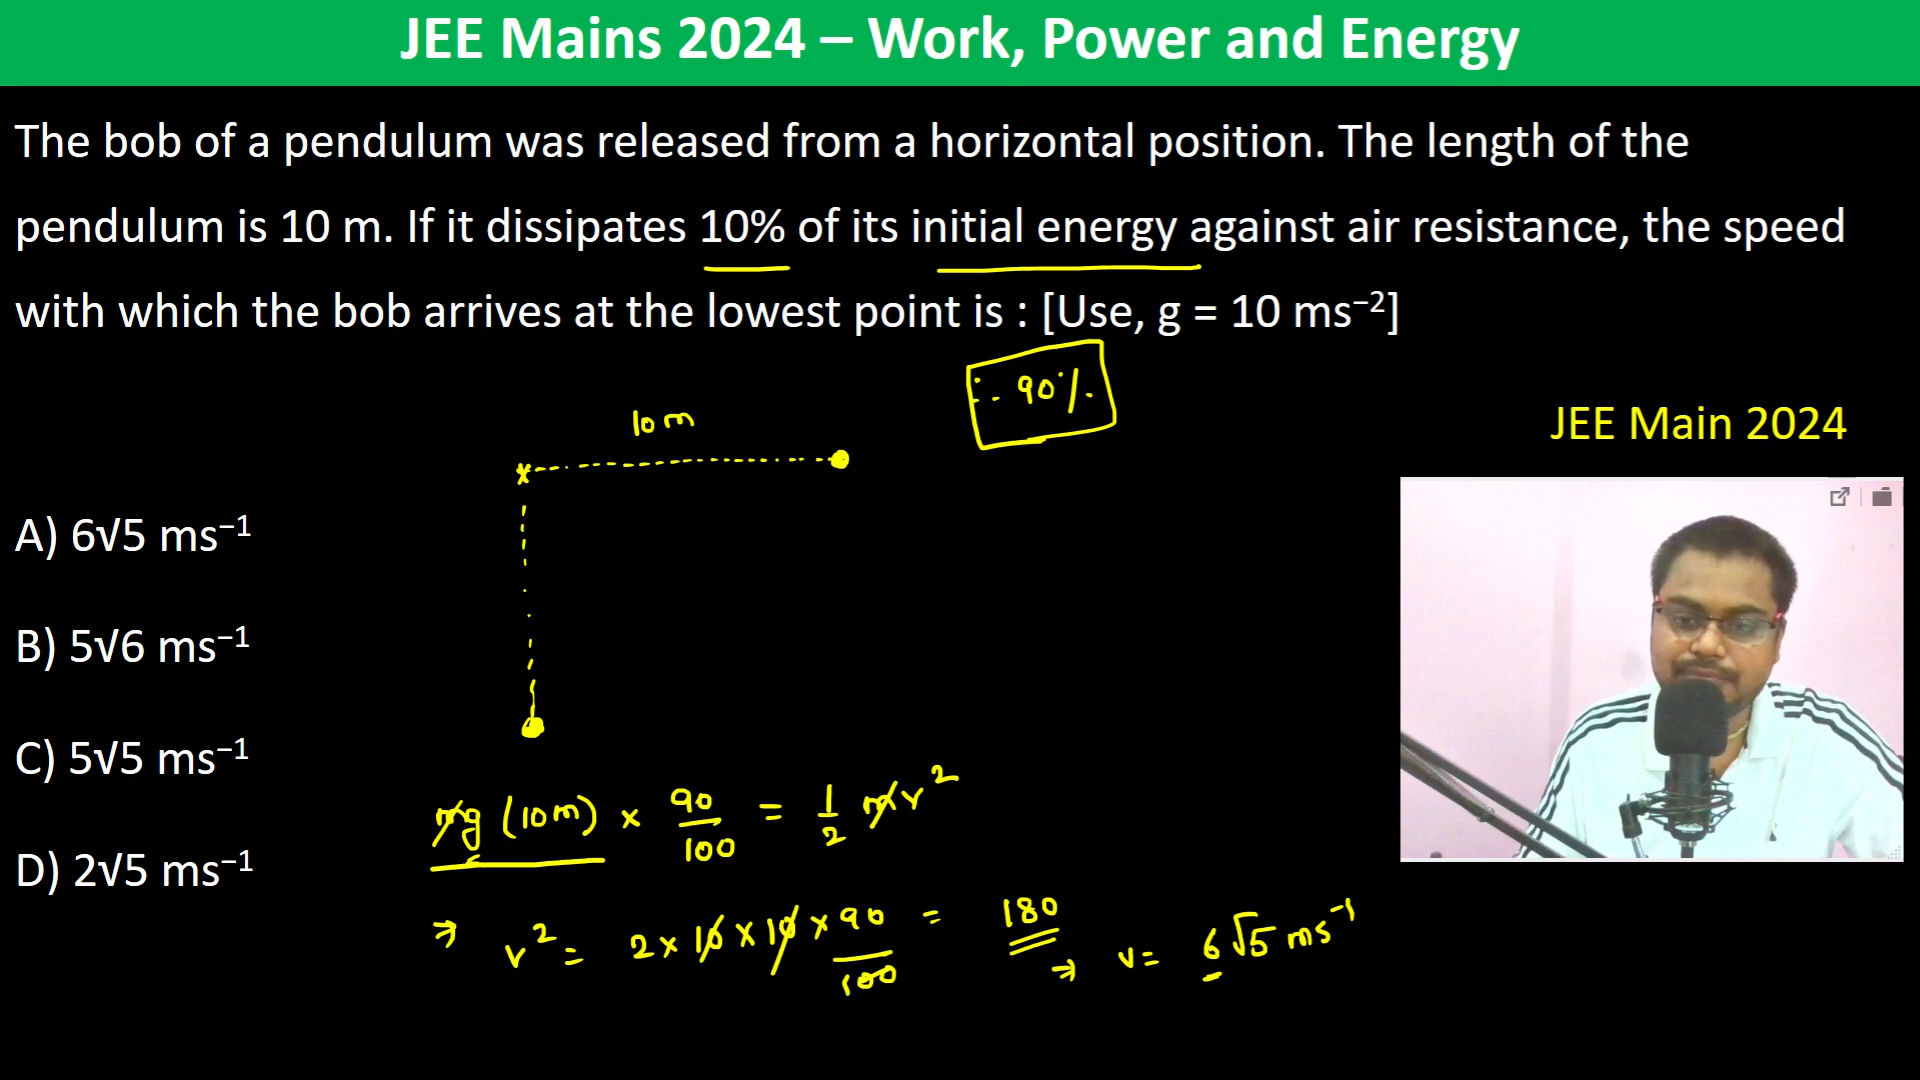 JEE Mains 2024 – Work, Power and Energy
The bob of a pendulum was released from a horizontal position. The length of the
pendulum is 10 m. If it dissipates 10% of its initial energy against air resistance, the speed
with which the bob arrives at the lowest point is : [Use, g = 10 ms⁻²]
∴ 90%
10 m
JEE Main 2024
A) 6√5 ms⁻¹
B) 5√6 ms⁻¹
C) 5√5 ms⁻¹
D) 2√5 ms⁻¹
mg (10m) × 90/100 = 1/2 mv²
⇒ v² = 2 × 10 × 10 × 90/100 = 180
⇒ v = 6√5 ms⁻¹